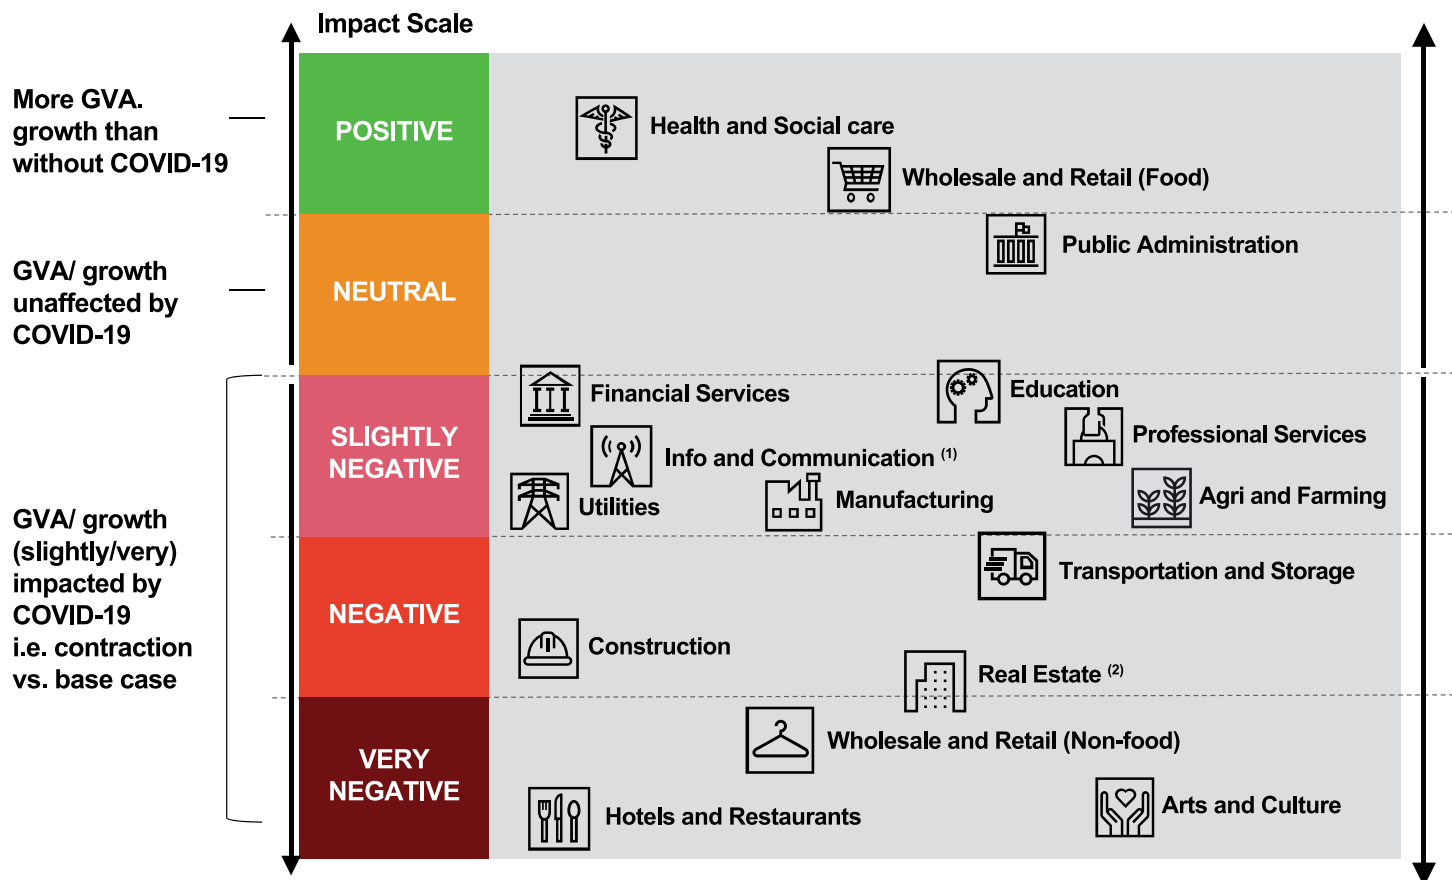 Impact Scale
More GVA.
growth than
without COVID-19
POSITIVE
Health and Social care
Wholesale and Retail (Food)
GVA/ growth
unaffected by
COVID-19
NEUTRAL
Public Administration
GVA/ growth
(slightly/very)
impacted by
COVID-19
i.e. contraction
vs. base case
SLIGHTLY
NEGATIVE
Financial Services
Education
Professional Services
Info and Communication (1)
Utilities
Manufacturing
Agri and Farming
NEGATIVE
Transportation and Storage
Construction
Real Estate (2)
VERY
NEGATIVE
Wholesale and Retail (Non-food)
Hotels and Restaurants
Arts and Culture